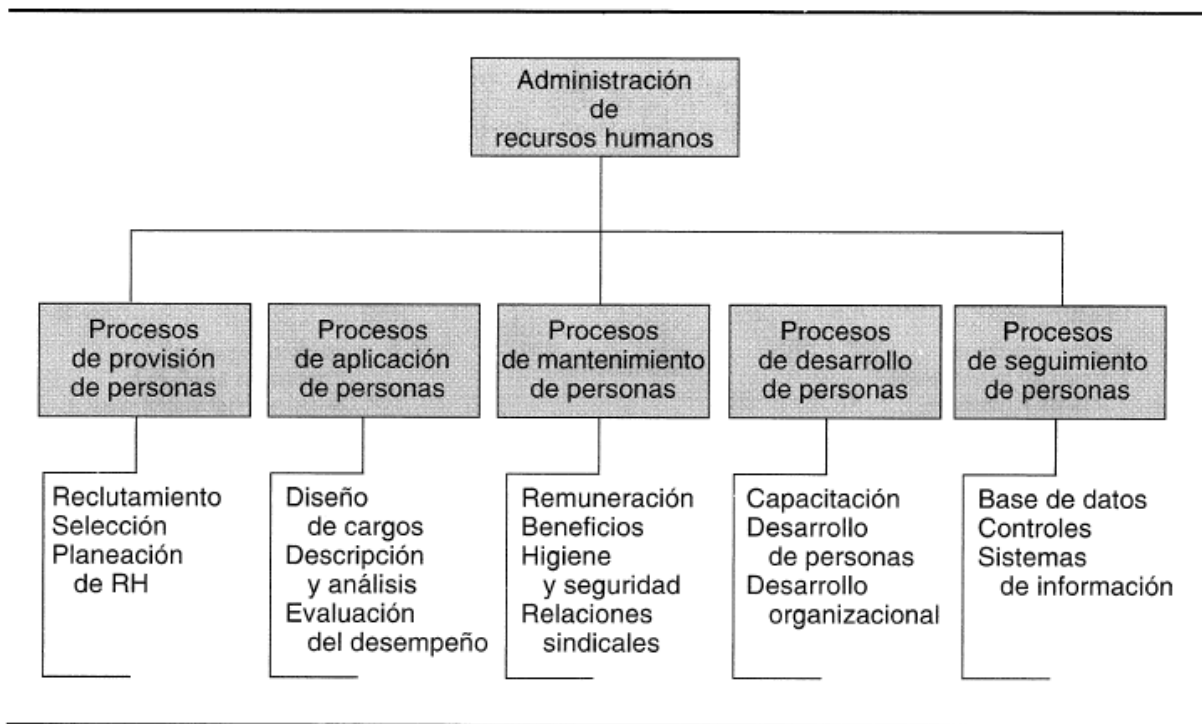 Administración
de
recursos humanos
Procesos
de provisión
de personas
Procesos
de aplicación
de personas
Procesos
de mantenimiento
de personas
Procesos
de desarrollo
de personas
Procesos
de seguimiento
de personas
Reclutamiento
Selección
Planeación
de RH
Diseño
de cargos
Descripción
y análisis
Evaluación
del desempeño
Remuneración
Beneficios
Higiene
y seguridad
Relaciones
sindicales
Capacitación
Desarrollo
de personas
Desarrollo
organizacional
Base de datos
Controles
Sistemas
de información